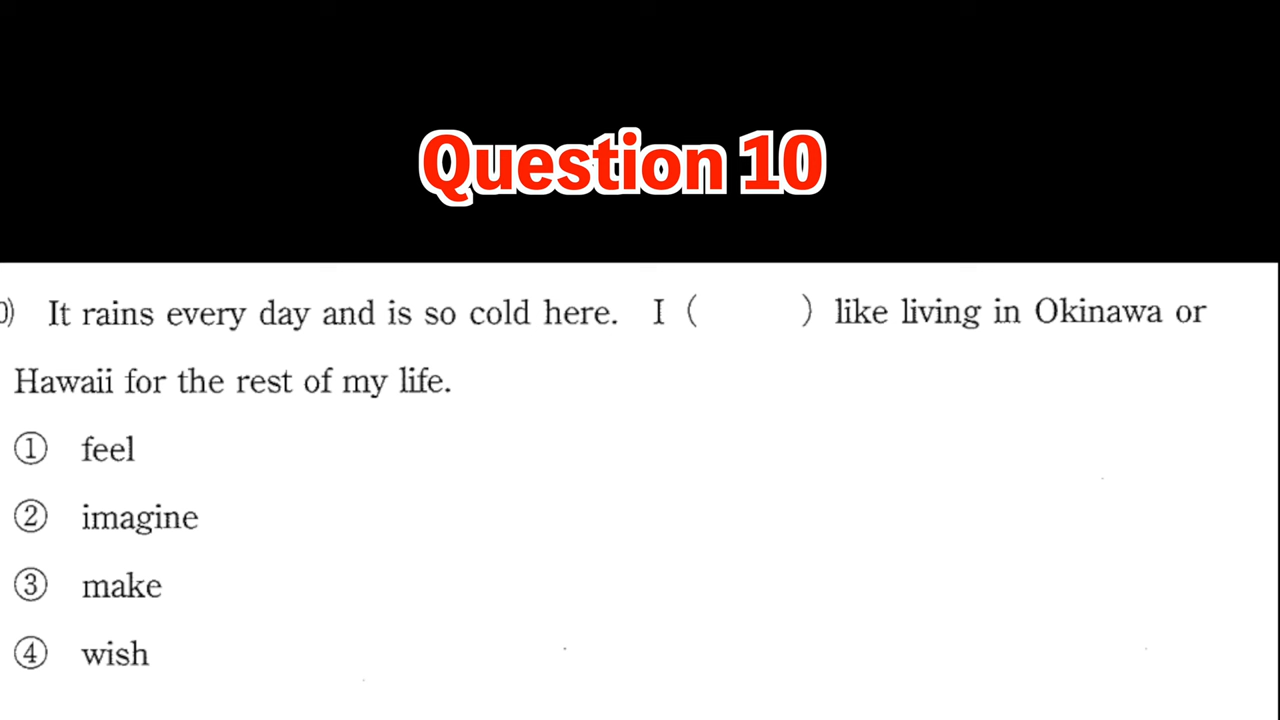 Question 10
0) It rains every day and is so cold here. I ( ) like living in Okinawa or
Hawaii for the rest of my life.
① feel
② imagine
③ make
④ wish